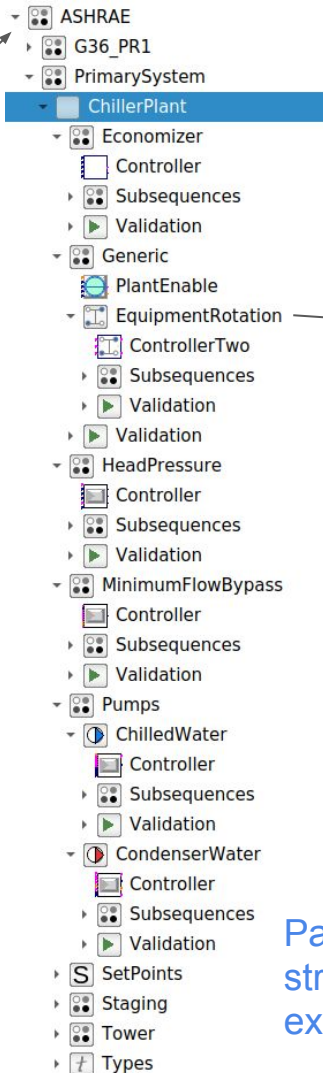 ASHRAE
G36_PR1
PrimarySystem
ChillerPlant
Economizer
Controller
Subsequences
Validation
Generic
PlantEnable
EquipmentRotation
ControllerTwo
Subsequences
Validation
Validation
HeadPressure
Controller
Subsequences
Validation
MinimumFlowBypass
Controller
Subsequences
Validation
Pumps
ChilledWater
Controller
Subsequences
Validation
CondenserWater
Controller
Subsequences
Validation
S SetPoints
Staging
Tower
t Types